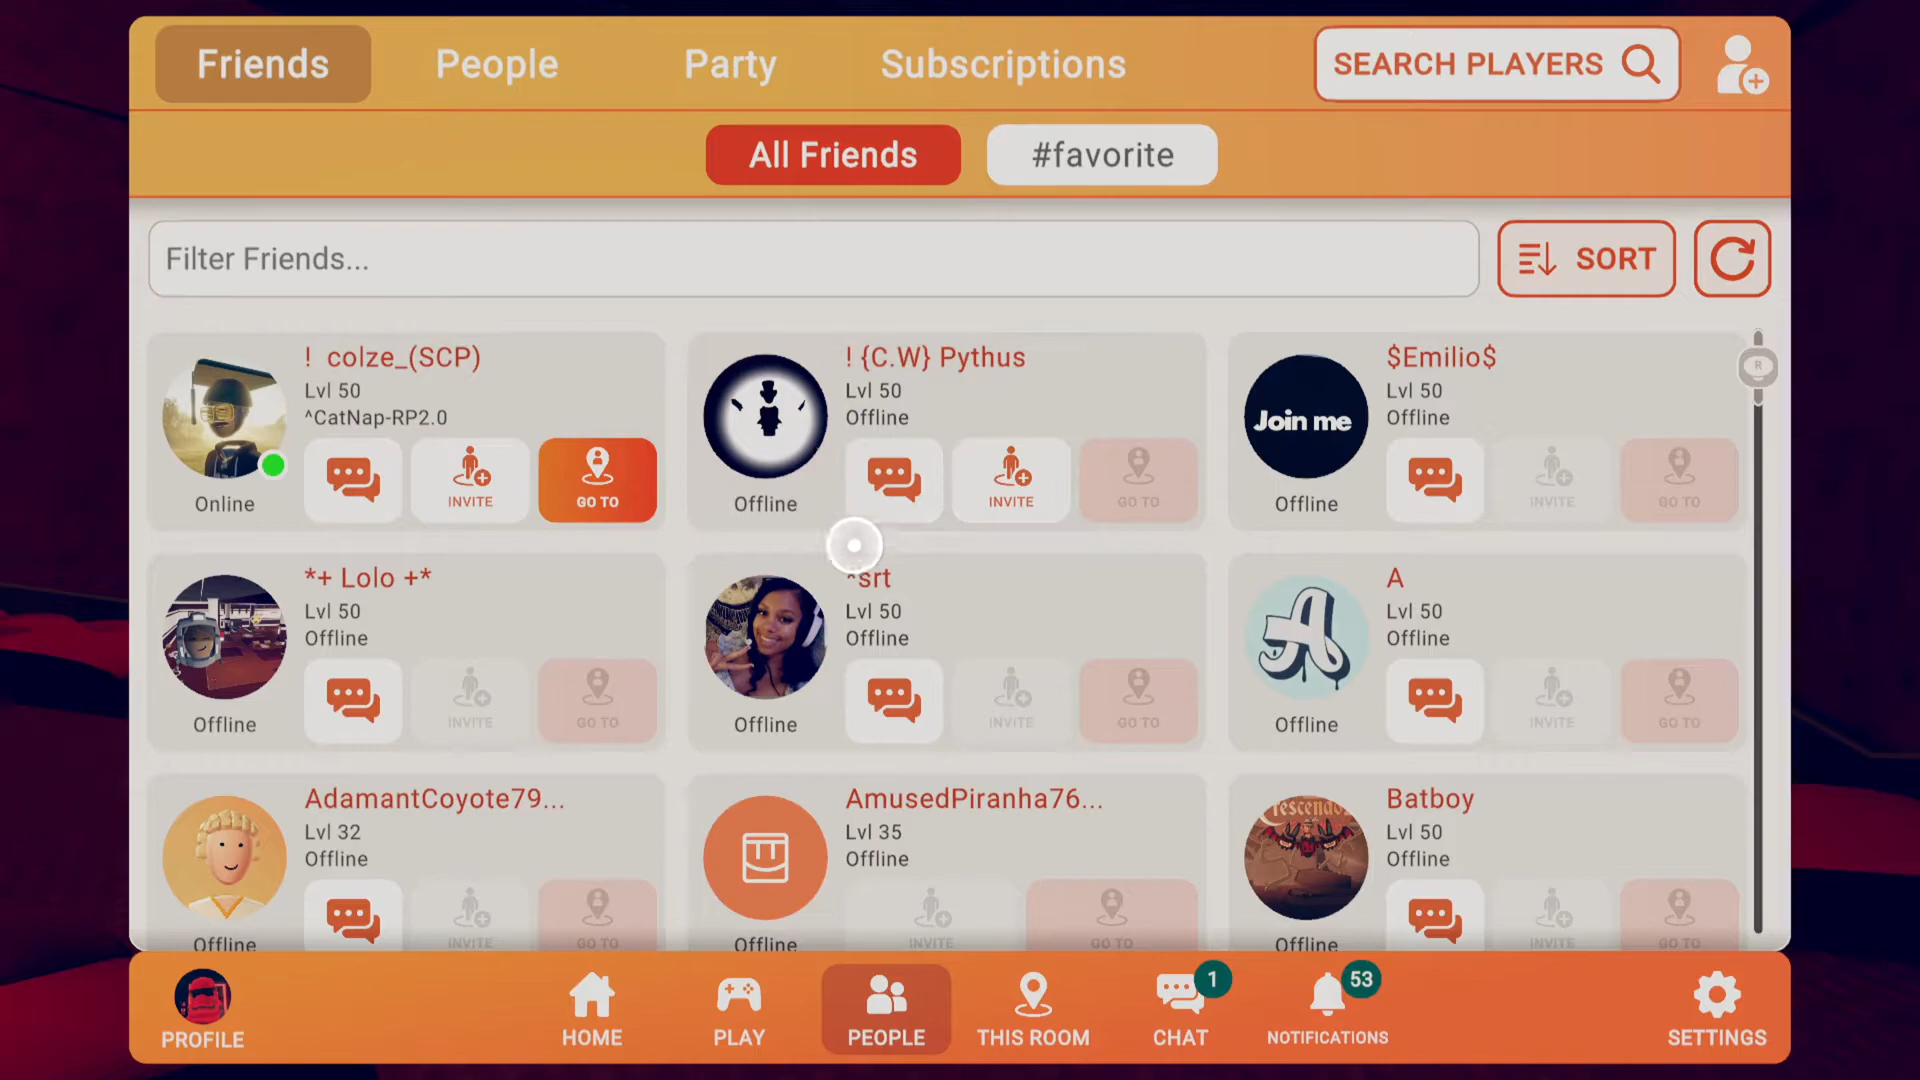 Friends People Party Subscriptions SEARCH PLAYERS
All Friends #favorite
Filter Friends... SORT
! colze_(SCP)
Lvl 50
^CatNap-RP2.0
Online
INVITE
GO TO
! {C.W} Pythus
Lvl 50
Offline
Offline
INVITE
GO TO
$Emilio$
Lvl 50
Offline
Join me
Offline
INVITE
GO TO
R
*+ Lolo +*
Lvl 50
Offline
Offline
INVITE
GO TO
^srt
Lvl 50
Offline
Offline
INVITE
GO TO
A
Lvl 50
Offline
A
Offline
INVITE
GO TO
AdamantCoyote79...
Lvl 32
Offline
Offline
INVITE
GO TO
AmusedPiranha76...
Lvl 35
Offline
Offline
INVITE
GO TO
Batboy
Lvl 50
Offline
Offline
INVITE
GO TO
PROFILE
HOME
PLAY
PEOPLE
THIS ROOM
1
CHAT
53
NOTIFICATIONS
SETTINGS